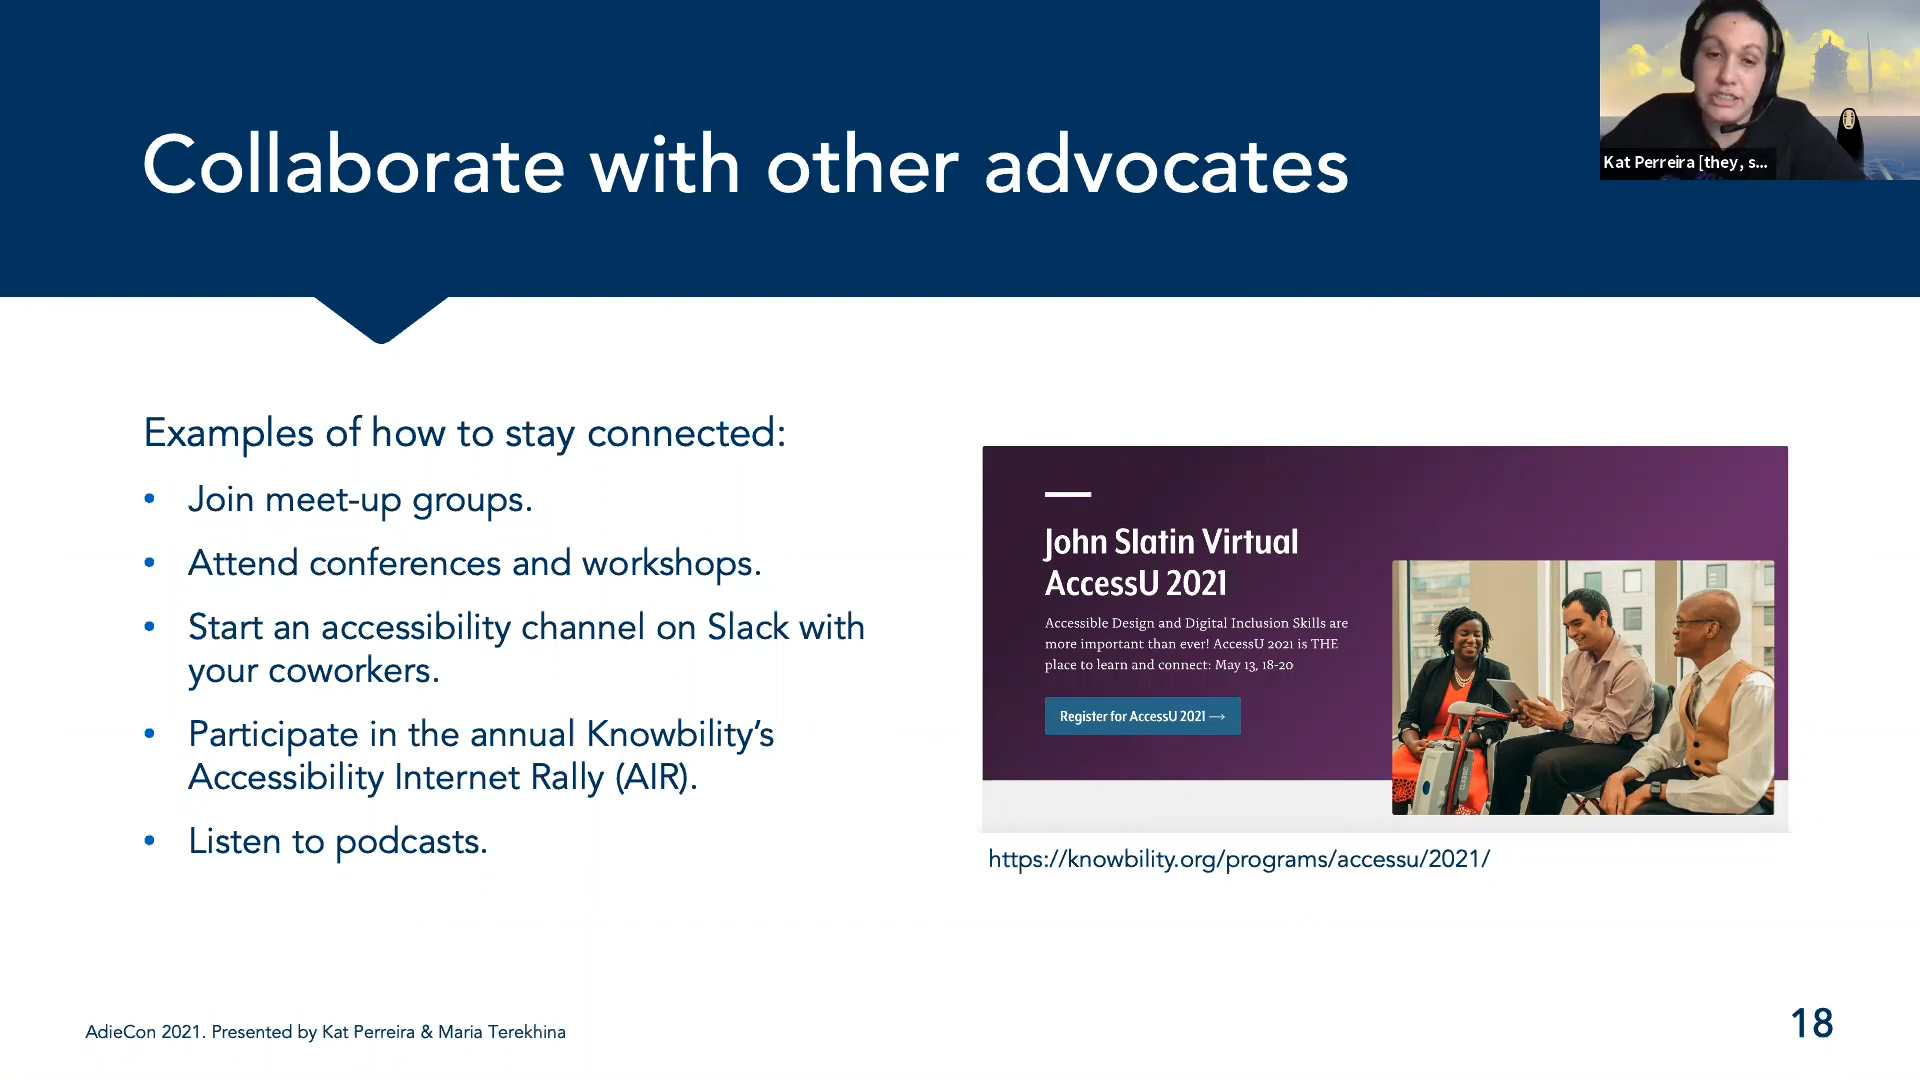 Collaborate with other advocates
Kat Perreira [they, s...
Examples of how to stay connected:
• Join meet-up groups.
• Attend conferences and workshops.
• Start an accessibility channel on Slack with
your coworkers.
• Participate in the annual Knowbility’s
Accessibility Internet Rally (AIR).
• Listen to podcasts.
John Slatin Virtual
AccessU 2021
Accessible Design and Digital Inclusion Skills are
more important than ever! AccessU 2021 is THE
place to learn and connect: May 13, 18-20
Register for AccessU 2021 →
https://knowbility.org/programs/accessu/2021/
AdieCon 2021. Presented by Kat Perreira & Maria Terekhina
18